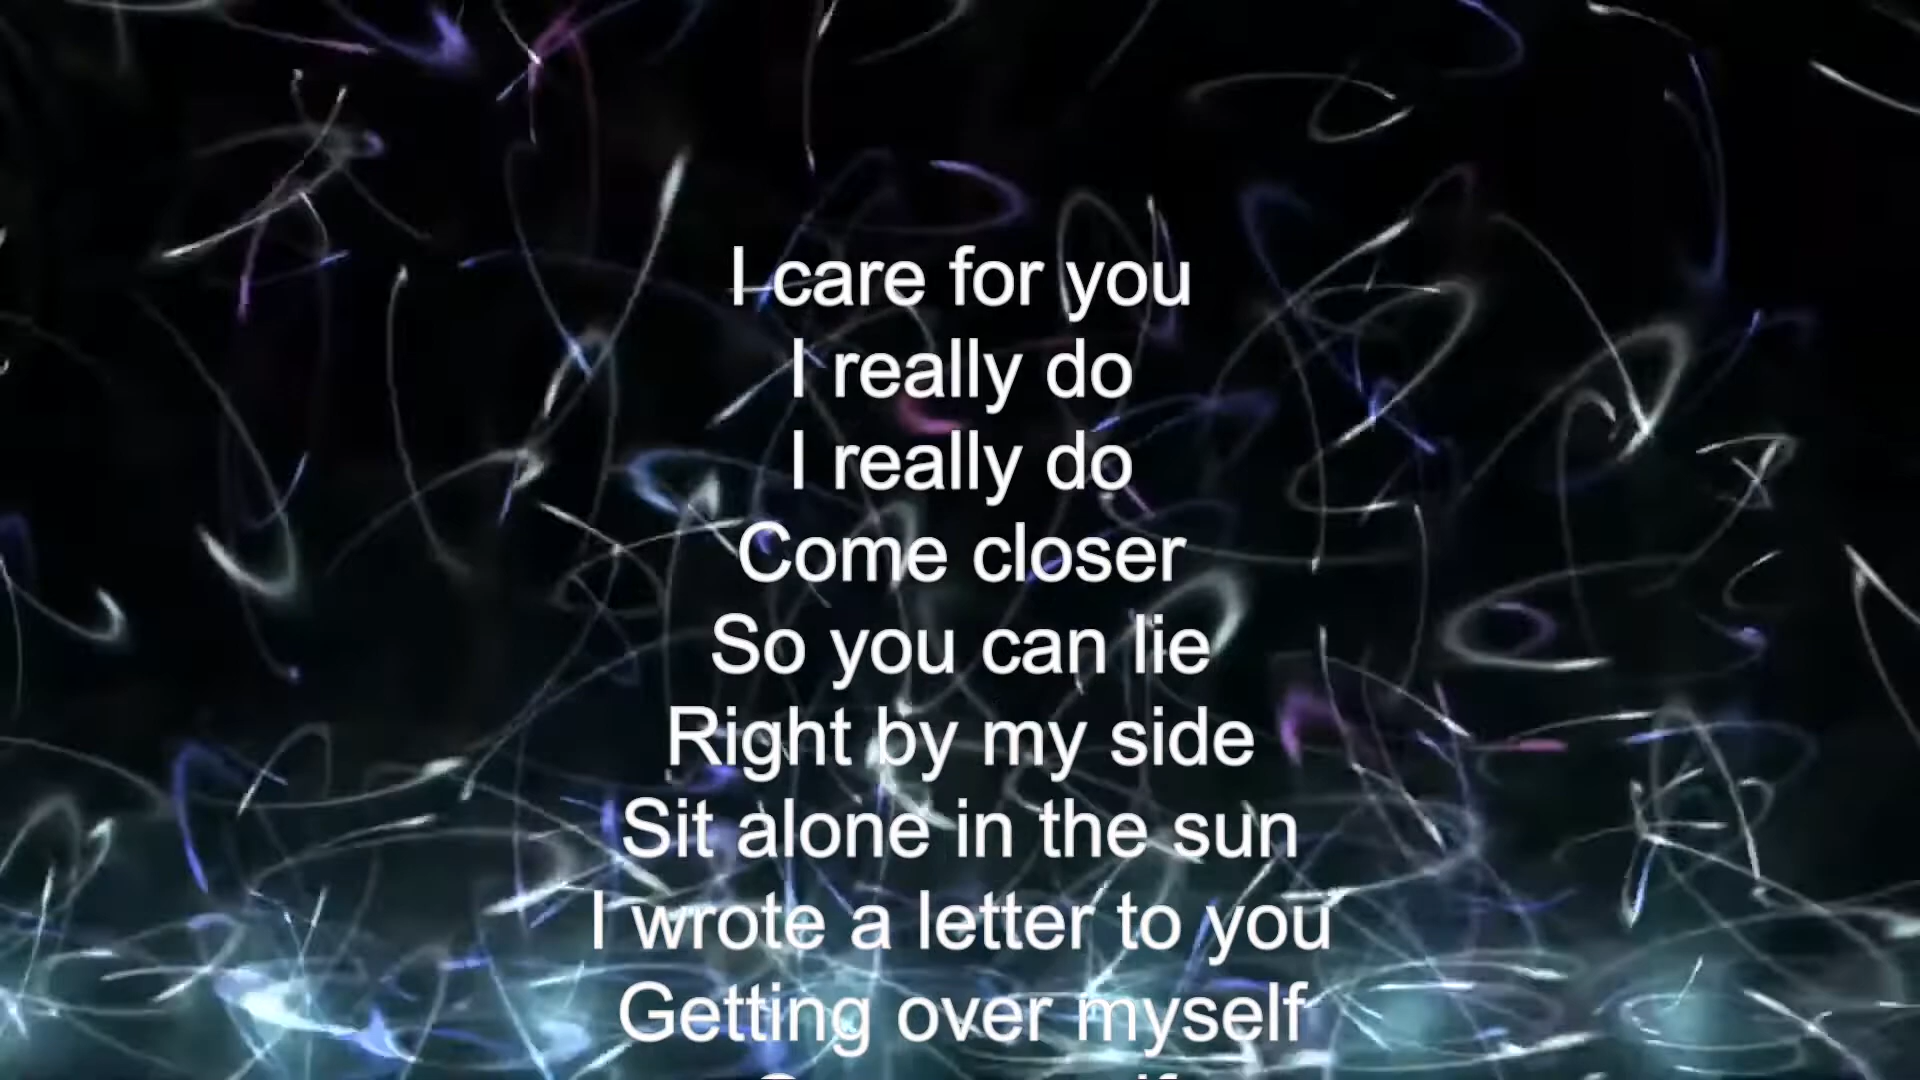 I care for you
I really do
I really do
Come closer
So you can lie
Right by my side
Sit alone in the sun
I wrote a letter to you
Getting over myself